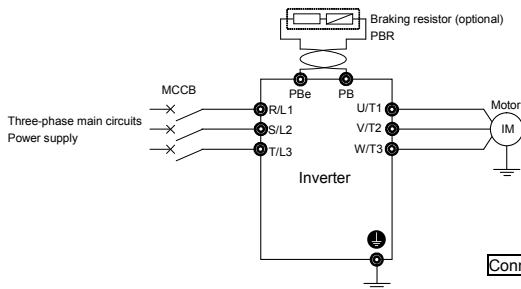 Braking resistor (optional)
PBR
PBe
PB
MCCB
Three-phase main circuits
Power supply
R/L1
S/L2
T/L3
U/T1
V/T2
W/T3
Motor
IM
Inverter
Conn